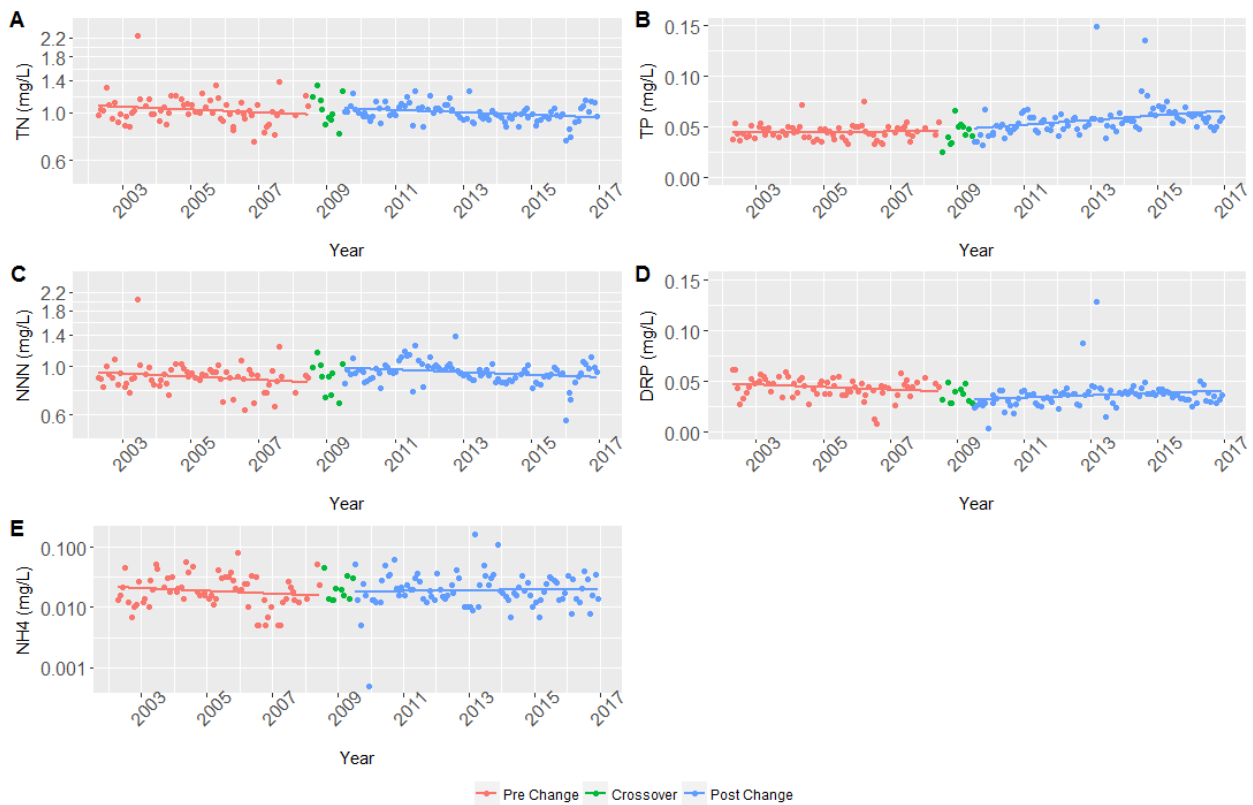 A
TN (mg/L)
2.2
1.8
1.4
1.0
0.6
2003 2005 2007 2009 2011 2013 2015 2017
Year
B
TP (mg/L)
0.15
0.10
0.05
0.00
2003 2005 2007 2009 2011 2013 2015 2017
Year
C
NNN (mg/L)
2.2
1.8
1.4
1.0
0.6
2003 2005 2007 2009 2011 2013 2015 2017
Year
D
DRP (mg/L)
0.15
0.10
0.05
0.00
2003 2005 2007 2009 2011 2013 2015 2017
Year
E
NH4 (mg/L)
0.100
0.010
0.001
2003 2005 2007 2009 2011 2013 2015 2017
Year
Pre Change Crossover Post Change